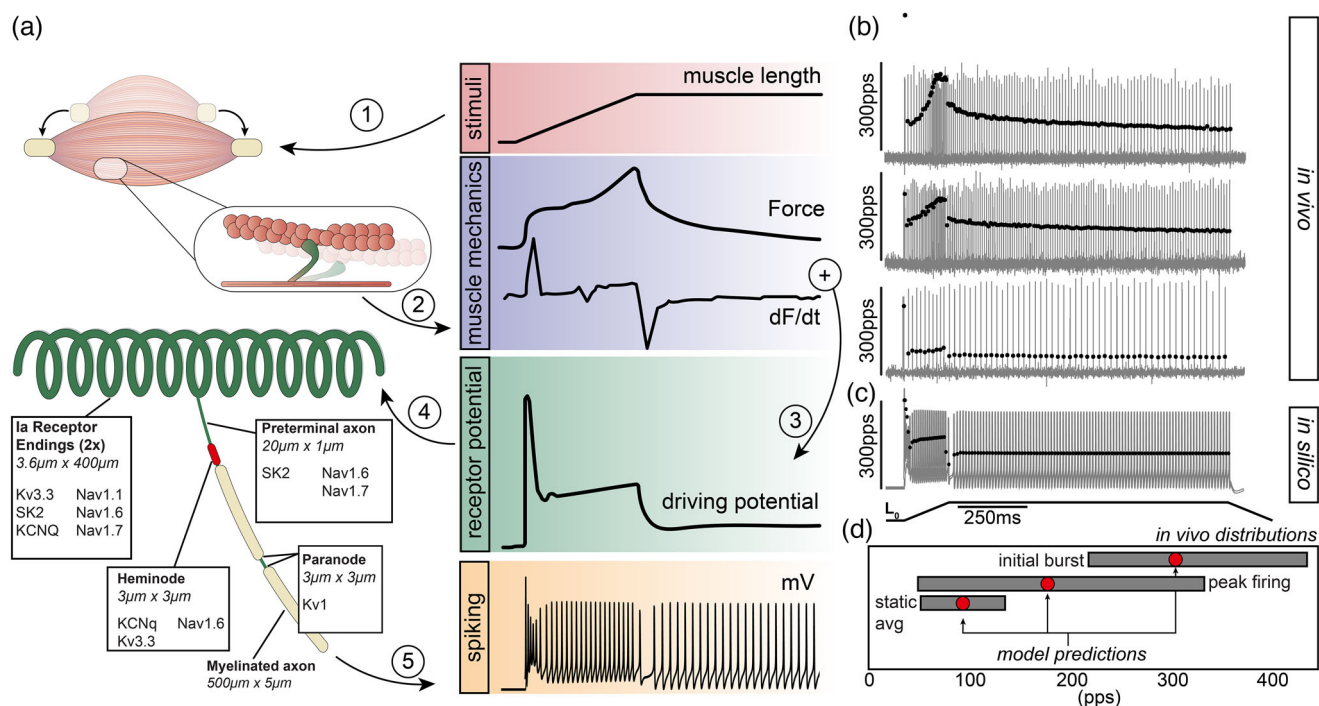 (a)
1
stimuli
muscle length
2
muscle mechanics
Force
+
dF/dt
3
4
receptor potential
driving potential
Ia Receptor
Endings (2x)
3.6µm x 400µm
Kv3.3 Nav1.1
SK2 Nav1.6
KCNQ Nav1.7
Preterminal axon
20µm x 1µm
SK2 Nav1.6
Nav1.7
Heminode
3µm x 3µm
KCNq Nav1.6
Kv3.3
Paranode
3µm x 3µm
Kv1
Myelinated axon
500µm x 5µm
5
spiking
mV
(b)
300pps
300pps
300pps
in vivo
(c)
300pps
in silico
L0
250ms
in vivo distributions
(d)
initial burst
peak firing
static
avg
model predictions
0 100 200 300 400
(pps)